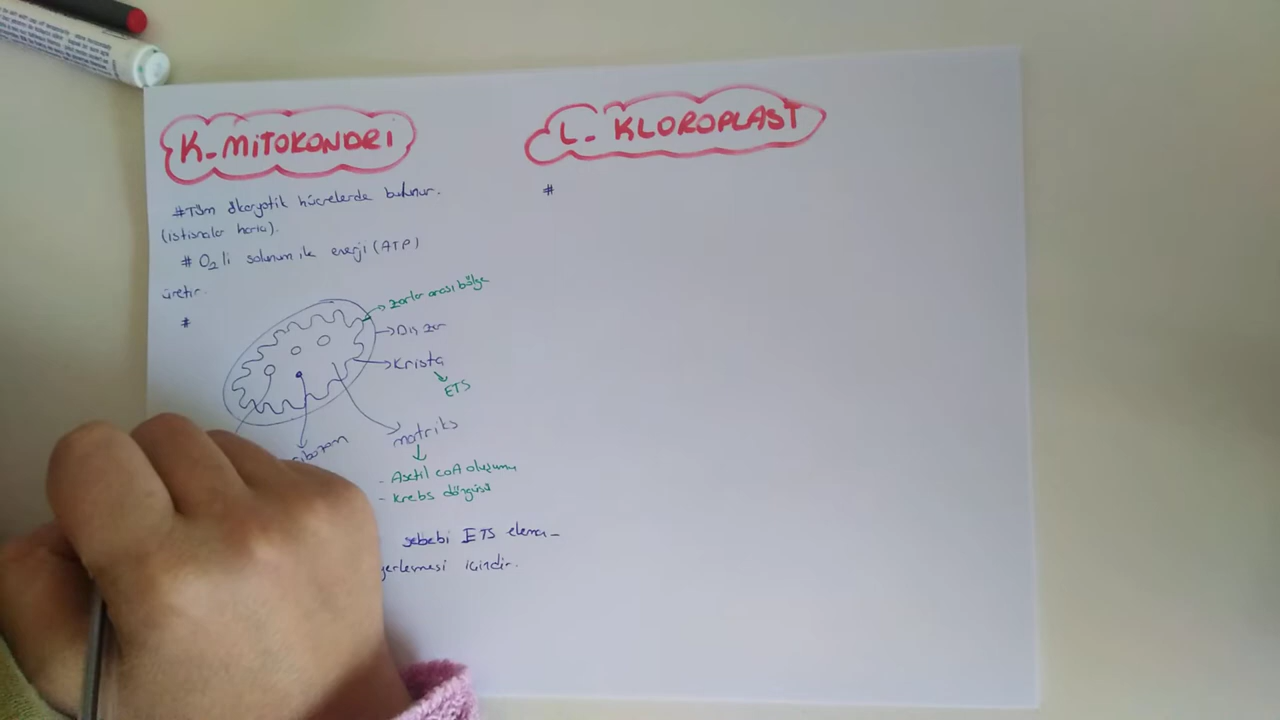 K-MİTOKONDRİ
#Tüm ökaryotik hücrelerde bulunur.
(istisnalar hariç).
# O2 li solunum ile enerji (ATP)
üretir.
#
zarlar arası bölge
Dış zar
Krista
ETS
matriks
- Asetil coA oluşumu
- Krebs döngüsü
sebebi ETS elema-
yerleşmesi içindir.
L- KLOROPLAST
#